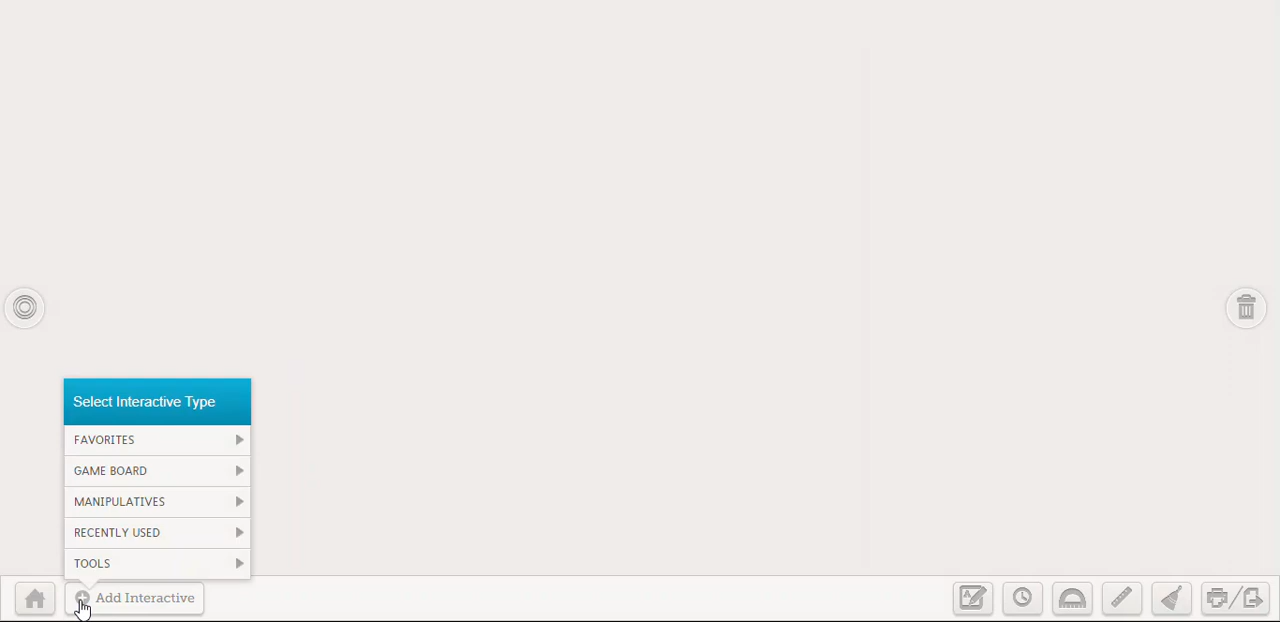 Select Interactive Type
FAVORITES
GAME BOARD
MANIPULATIVES
RECENTLY USED
TOOLS
Add Interactive